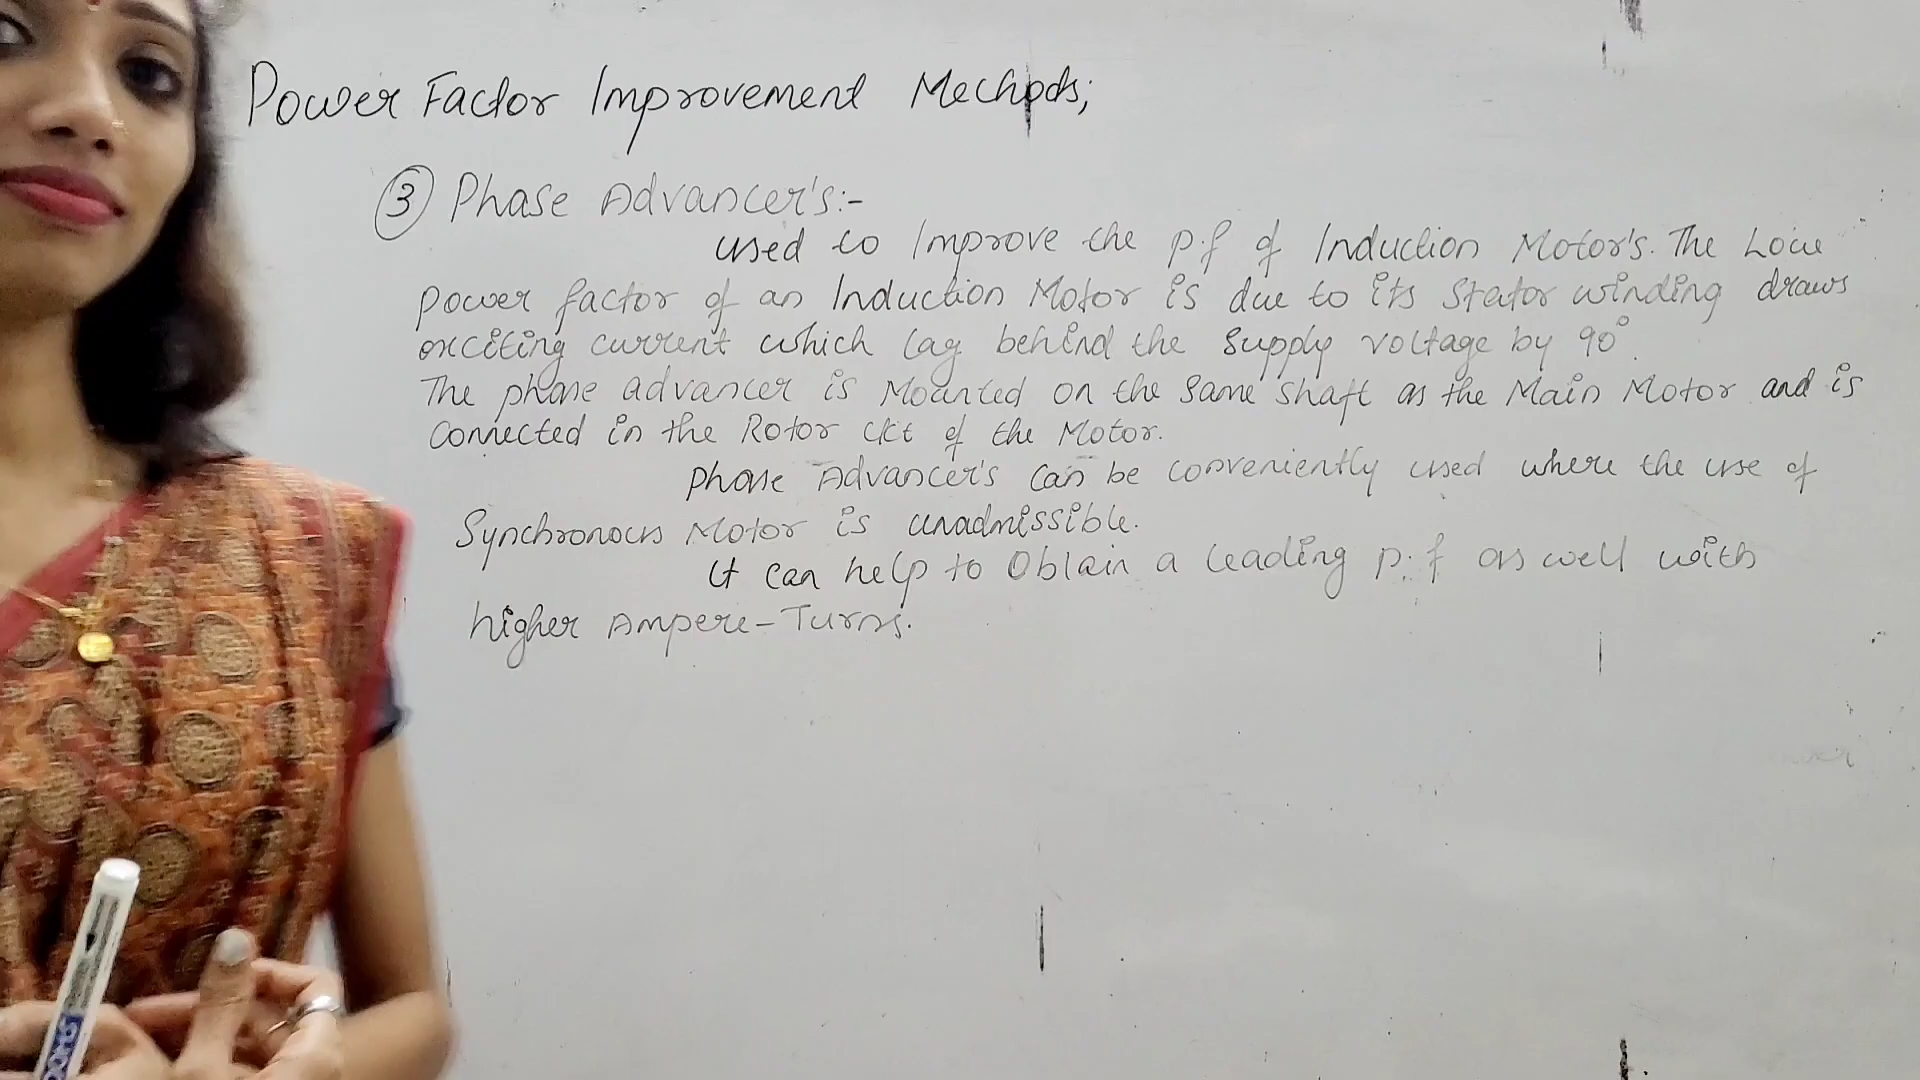 Power Factor Improvement Methods;
3 Phase Advancer's:-
used to Improve the p.f of Induction Motor's. The Low
power factor of an Induction Motor is due to its Stator winding draws
exciting current which lag behind the supply voltage by 90°.
The phase advancer is Mounted on the same shaft as the Main Motor and is
Connected in the Rotor ckt of the Motor.
Phase Advancer's can be conveniently used where the use of
Synchronous Motor is unadmissible.
It can help to Obtain a leading p.f as well with
higher Ampere-Turns.